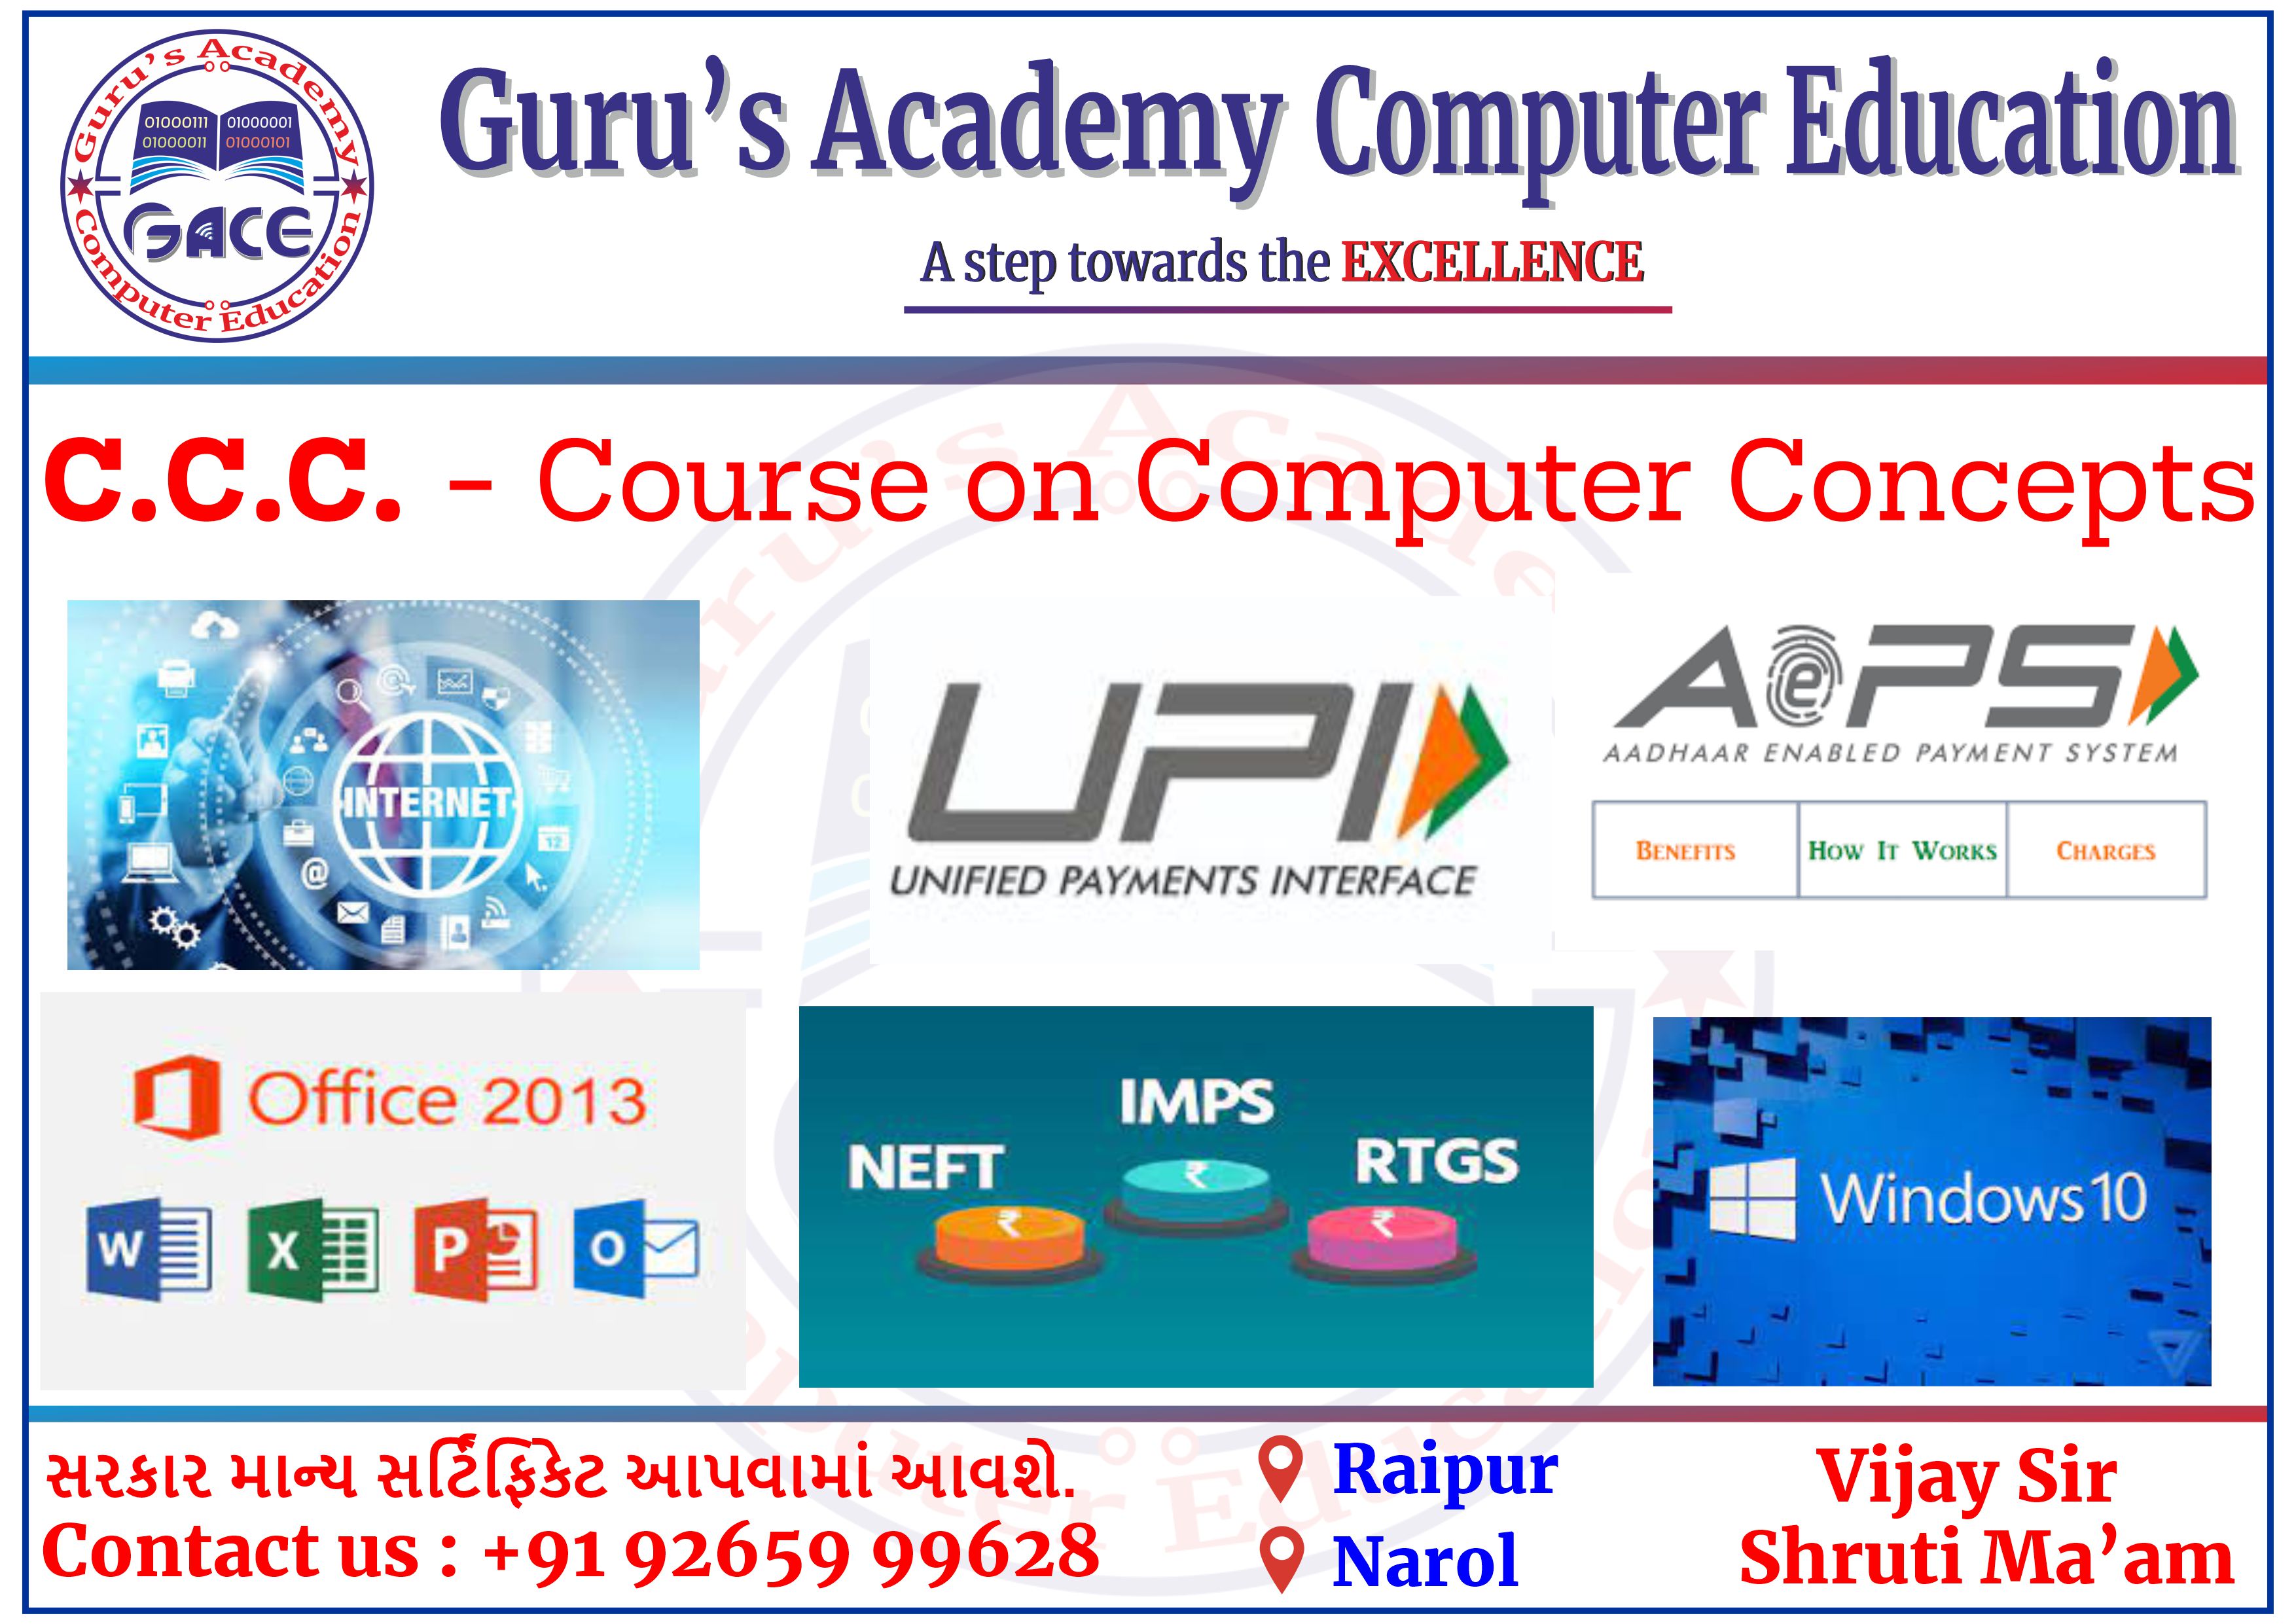 Guru's Academy
01000111 01000001
01000011 01000101
GACE
Computer Education
Guru's Academy Computer Education
A step towards the EXCELLENCE
C.C.C. - Course on Computer Concepts
INTERNET
12
@
UPI
UNIFIED PAYMENTS INTERFACE
AePS
AADHAAR ENABLED PAYMENT SYSTEM
BENEFITS HOW IT WORKS CHARGES
Office 2013
W X P O
IMPS
NEFT
RTGS
₹ ₹ ₹
Windows 10
સરકાર માન્ય સર્ટિફિકેટ આપવામાં આવશે.
Contact us : +91 92659 99628
Raipur
Narol
Vijay Sir
Shruti Ma'am